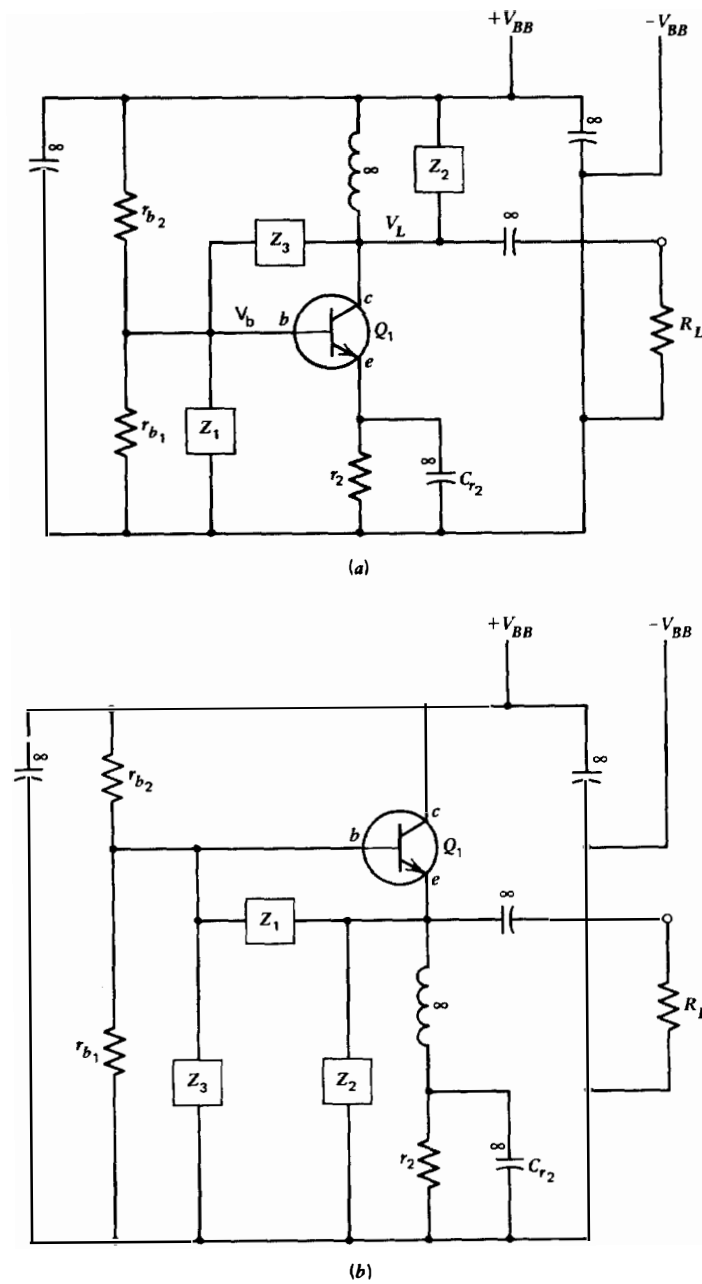 +V_BB
−V_BB
∞
∞
r_b2
∞
Z_2
Z_3
V_L
∞
V_b
b
c
Q_1
e
R_L
r_b1
Z_1
r_2
∞
C_r2
(a)
+V_BB
−V_BB
∞
∞
r_b2
c
b
Q_1
e
∞
Z_1
∞
R_L
r_b1
Z_3
Z_2
r_2
∞
C_r2
(b)